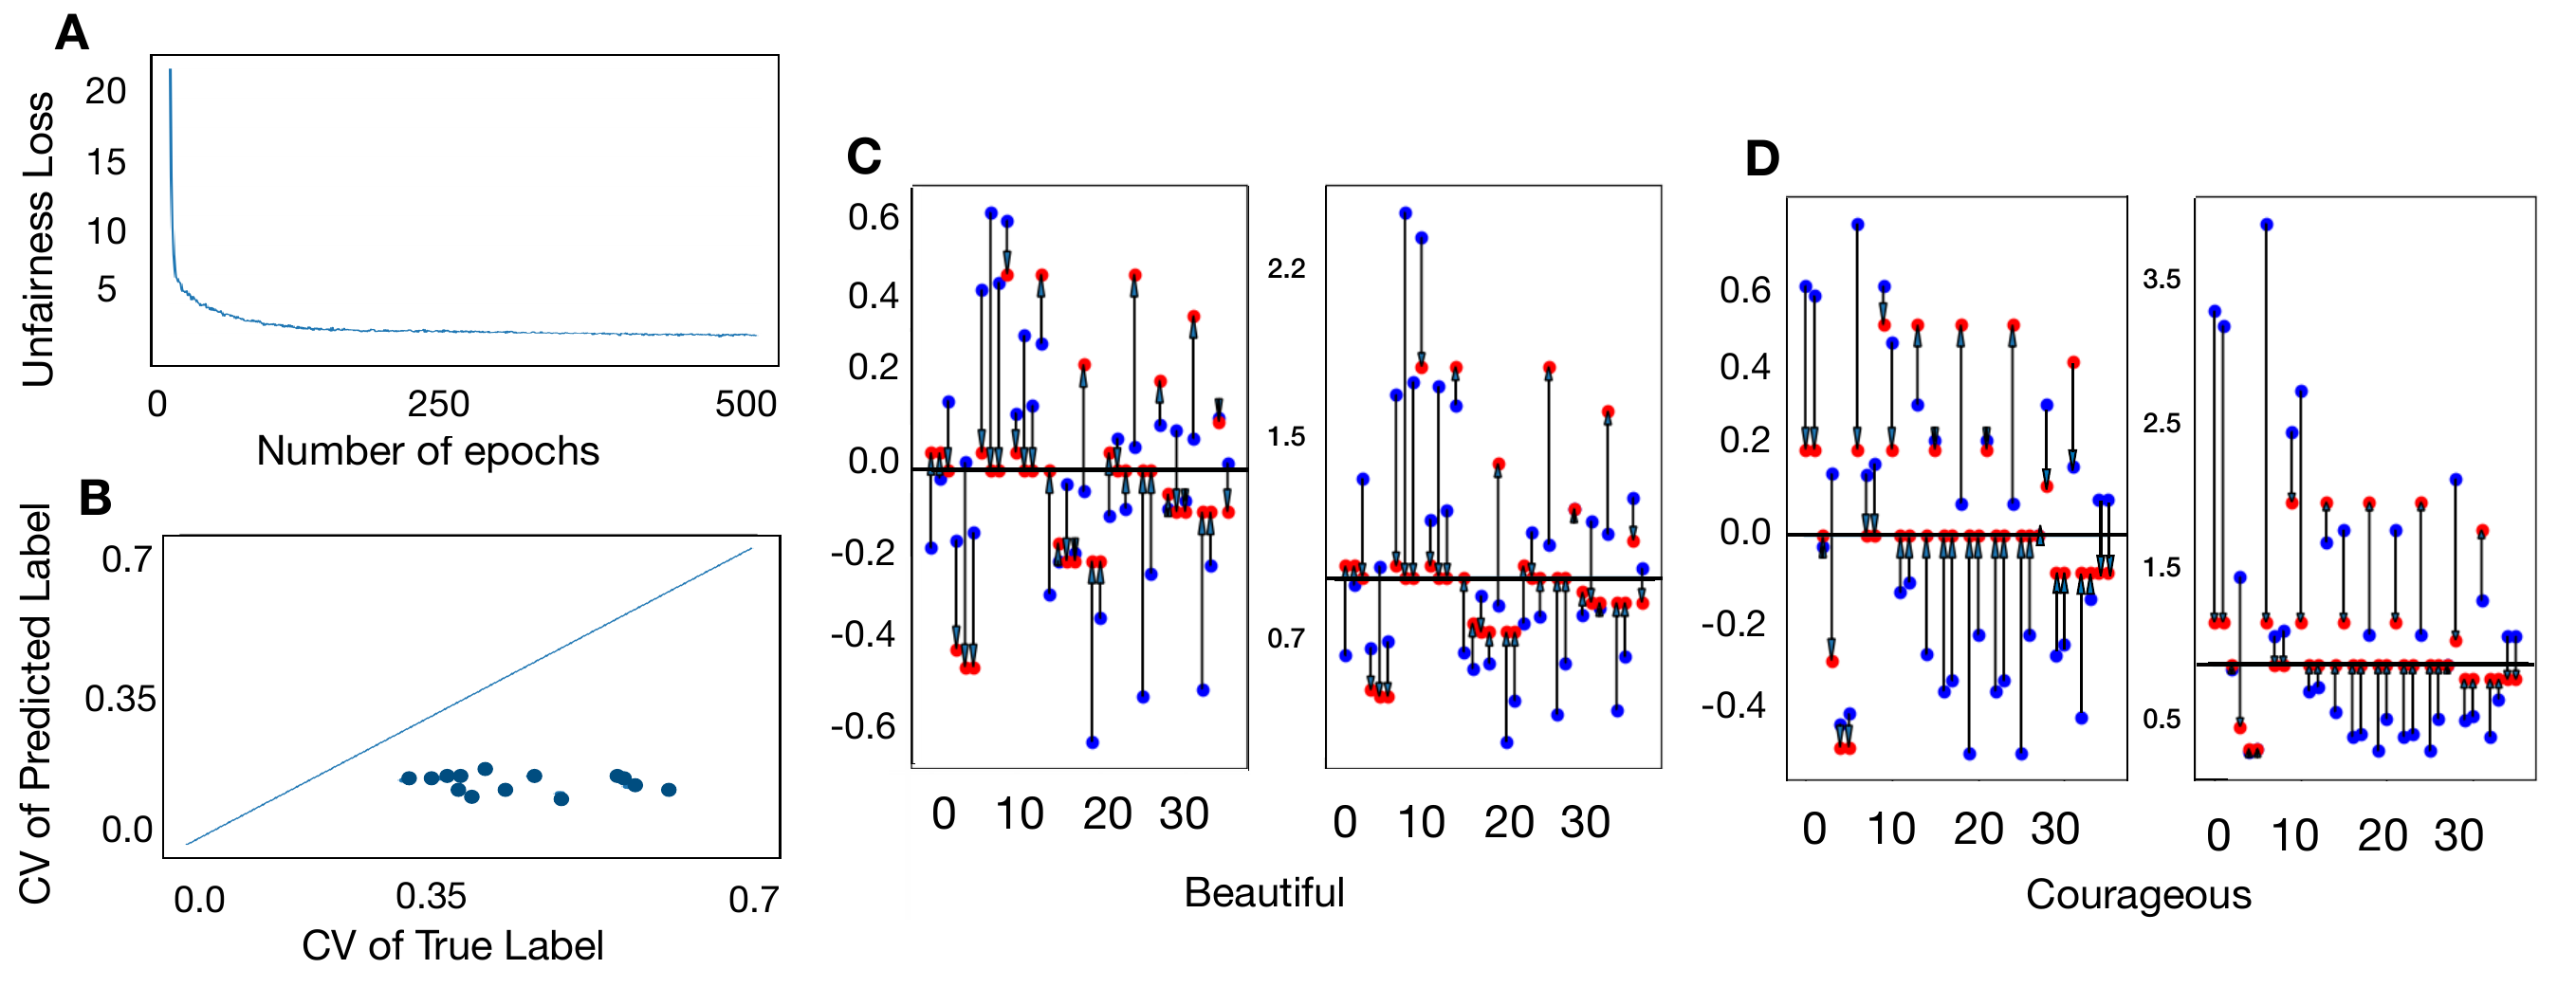 A
Unfairness Loss
20
15
10
5
0 250 500
Number of epochs
B
CV of Predicted Label
0.7
0.35
0.0
0.0 0.35 0.7
CV of True Label
C
0.6
0.4
0.2
0.0
-0.2
-0.4
-0.6
0 10 20 30
2.2
1.5
0.7
0 10 20 30
Beautiful
D
0.6
0.4
0.2
0.0
-0.2
-0.4
0 10 20 30
3.5
2.5
1.5
0.5
0 10 20 30
Courageous